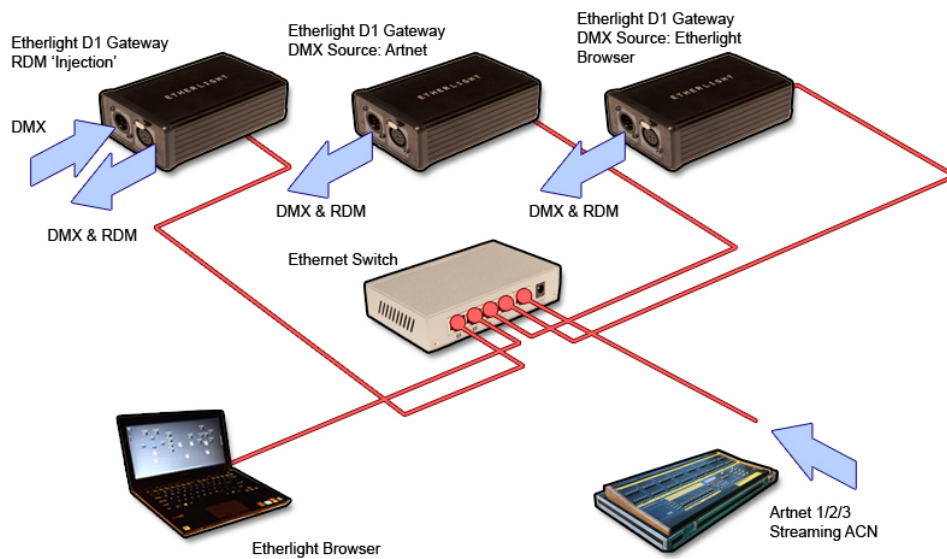 Etherlight D1 Gateway
RDM ‘Injection’
Etherlight D1 Gateway
DMX Source: Artnet
Etherlight D1 Gateway
DMX Source: Etherlight
Browser
ETHERLIGHT
ETHERLIGHT
ETHERLIGHT
DMX
DMX & RDM
DMX & RDM
DMX & RDM
Ethernet Switch
Etherlight Browser
Artnet 1/2/3
Streaming ACN